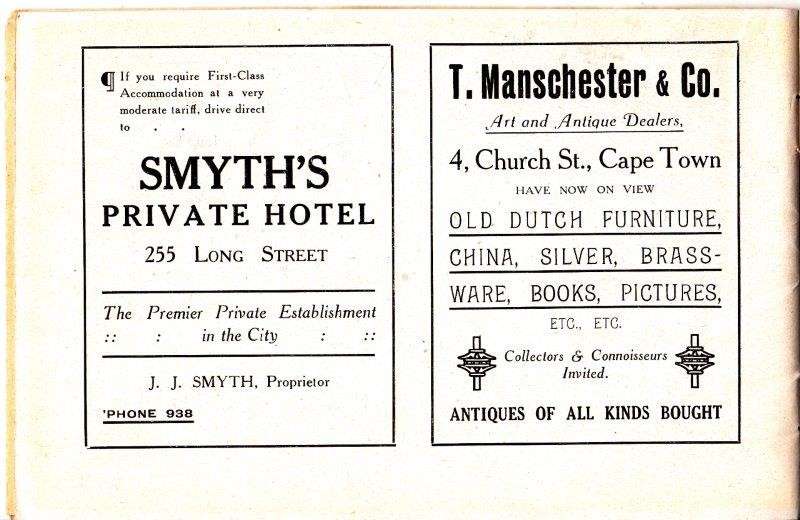 ¶ If you require First-Class
Accommodation at a very
moderate tariff, drive direct
to . .
SMYTH'S
PRIVATE HOTEL
255 LONG STREET
The Premier Private Establishment
:: : in the City : ::
J. J. SMYTH, Proprietor
'PHONE 938
T. Manschester & Co.
Art and Antique Dealers,
4, Church St., Cape Town
HAVE NOW ON VIEW
OLD DUTCH FURNITURE,
CHINA, SILVER, BRASS-
WARE, BOOKS, PICTURES,
ETC., ETC.
Collectors & Connoisseurs
Invited.
ANTIQUES OF ALL KINDS BOUGHT